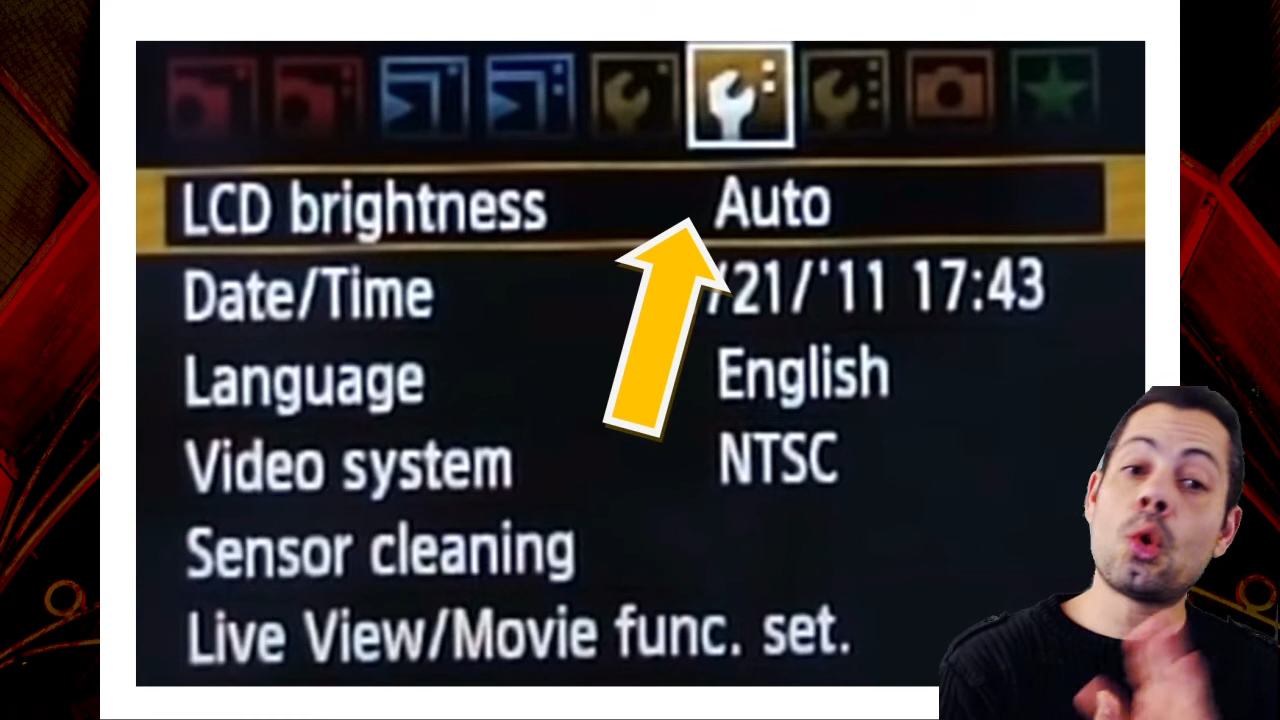 LCD brightness Auto
Date/Time /21/'11 17:43
Language English
Video system NTSC
Sensor cleaning
Live View/Movie func. set.